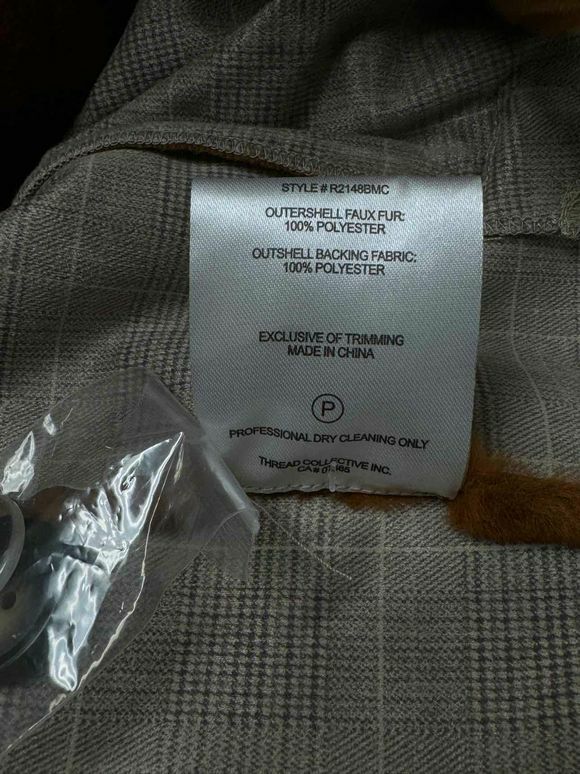 STYLE # R2148BMC
OUTERSHELL FAUX FUR:
100% POLYESTER
OUTSHELL BACKING FABRIC:
100% POLYESTER
EXCLUSIVE OF TRIMMING
MADE IN CHINA
P
PROFESSIONAL DRY CLEANING ONLY
THREAD COLLECTIVE INC.
CA#